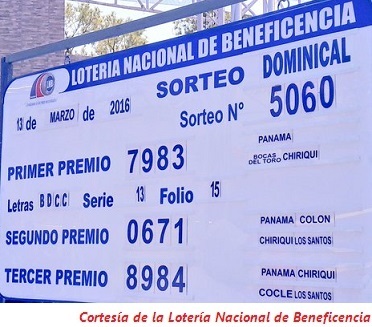 LOTERIA NACIONAL DE BENEFICENCIA
SORTEO DOMINICAL
13 de MARZO de 2016 Sorteo N° 5060
PRIMER PREMIO 7983 PANAMA
BOCAS DEL TORO CHIRIQUI
Letras B D C C Serie 13 Folio 15
SEGUNDO PREMIO 0671 PANAMA COLON
CHIRIQUI LOS SANTOS
TERCER PREMIO 8984 PANAMA CHIRIQUI
COCLE LOS SANTOS
Cortesía de la Lotería Nacional de Beneficencia